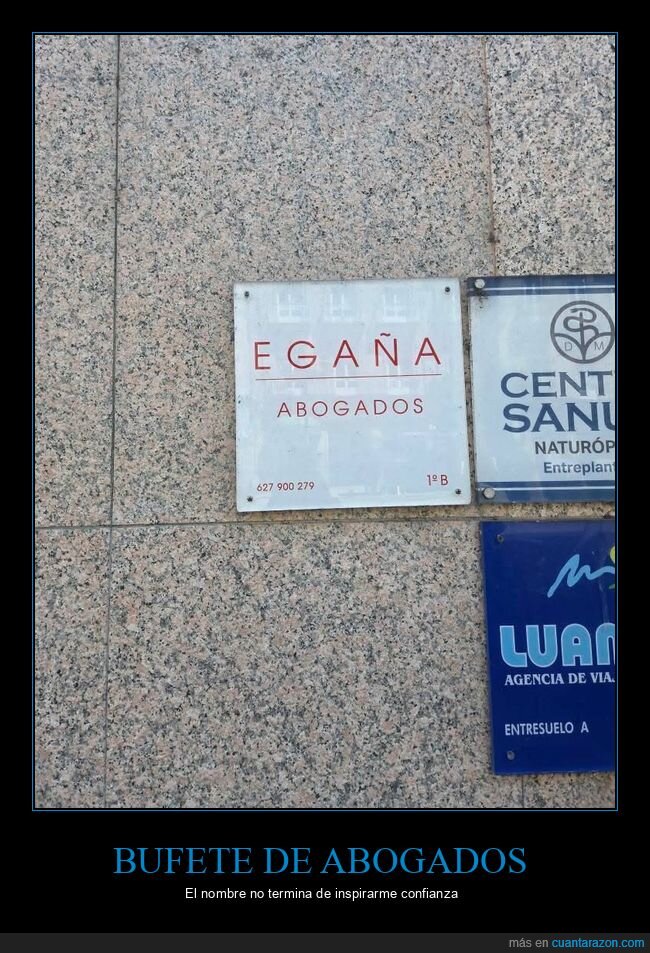 EGAÑA
ABOGADOS
627 900 279
1º B
D M
CENT
SANU
NATURÓP
Entreplant
LUAN
AGENCIA DE VIAJ
ENTRESUELO A
BUFETE DE ABOGADOS
El nombre no termina de inspirarme confianza
más en cuantarazon.com